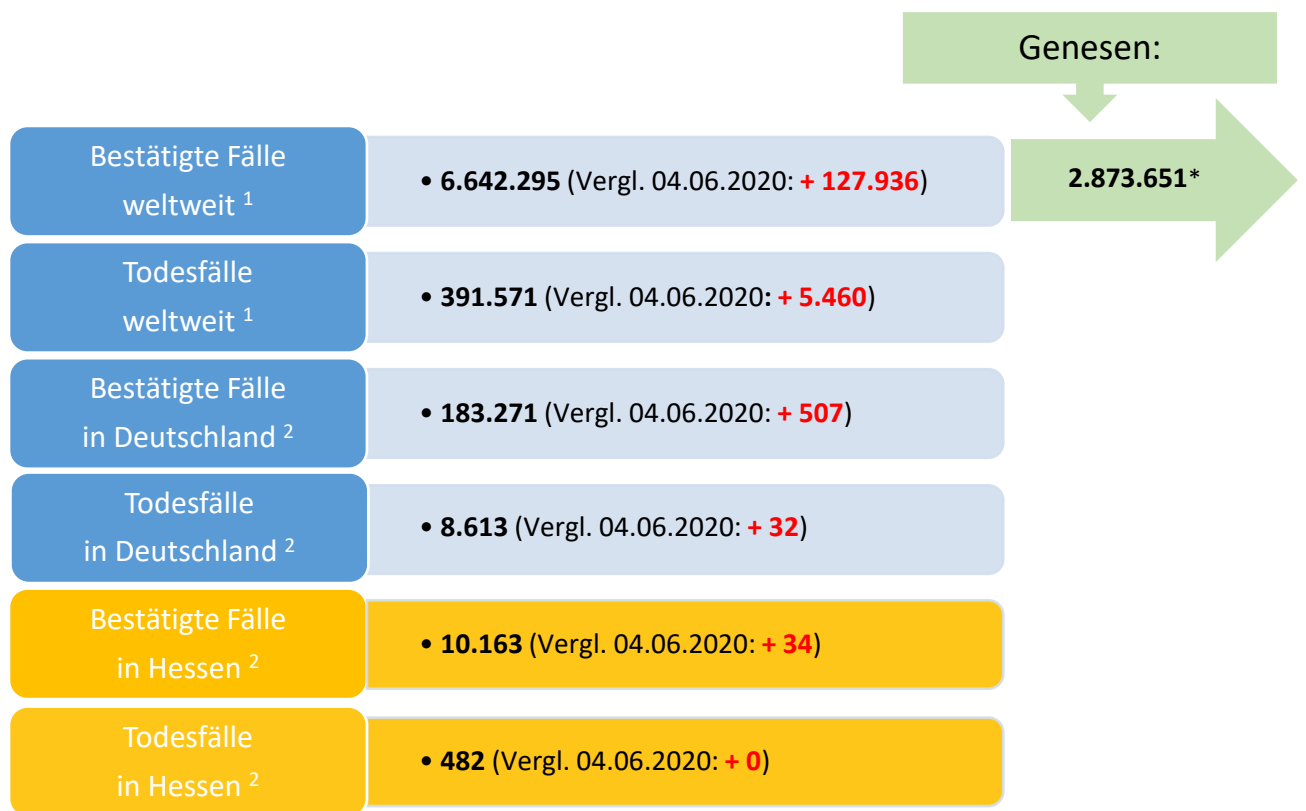 Genesen:
Bestätigte Fälle
weltweit ¹
• 6.642.295 (Vergl. 04.06.2020: + 127.936)
2.873.651*
Todesfälle
weltweit ¹
• 391.571 (Vergl. 04.06.2020: + 5.460)
Bestätigte Fälle
in Deutschland ²
• 183.271 (Vergl. 04.06.2020: + 507)
Todesfälle
in Deutschland ²
• 8.613 (Vergl. 04.06.2020: + 32)
Bestätigte Fälle
in Hessen ²
• 10.163 (Vergl. 04.06.2020: + 34)
Todesfälle
in Hessen ²
• 482 (Vergl. 04.06.2020: + 0)